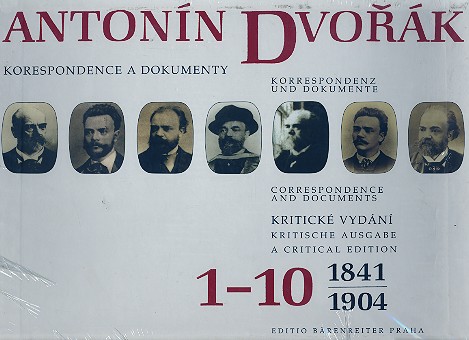 ANTONÍN DVOŘÁK
KORESPONDENCE A DOKUMENTY
KORRESPONDENZ
UND DOKUMENTE
CORRESPONDENCE
AND DOCUMENTS
KRITICKÉ VYDÁNÍ
KRITISCHE AUSGABE
A CRITICAL EDITION
1–10 1841
1904
EDITIO BÄRENREITER PRAHA